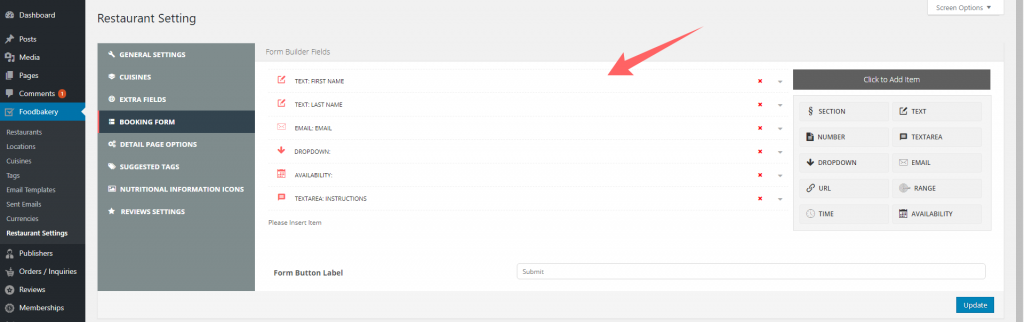 Dashboard
Posts
Media
Pages
Comments 1
Foodbakery
Restaurants
Locations
Cuisines
Tags
Email Templates
Sent Emails
Currencies
Restaurant Settings
Publishers
Orders / Inquiries
Reviews
Memberships
Screen Options
Restaurant Setting
GENERAL SETTINGS
CUISINES
EXTRA FIELDS
BOOKING FORM
DETAIL PAGE OPTIONS
SUGGESTED TAGS
NUTRITIONAL INFORMATION ICONS
REVIEWS SETTINGS
Form Builder Fields
TEXT: FIRST NAME
TEXT: LAST NAME
EMAIL: EMAIL
DROPDOWN:
AVAILABILITY:
TEXTAREA: INSTRUCTIONS
Please Insert Item
Form Button Label
Submit
Click to Add item
§ SECTION
TEXT
NUMBER
TEXTAREA
DROPDOWN
EMAIL
URL
RANGE
TIME
AVAILABILITY
Update